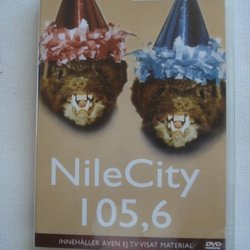 NileCity
105,6
INNEHÅLLER ÄVEN EJ TV VISAT MATERIAL
DVD